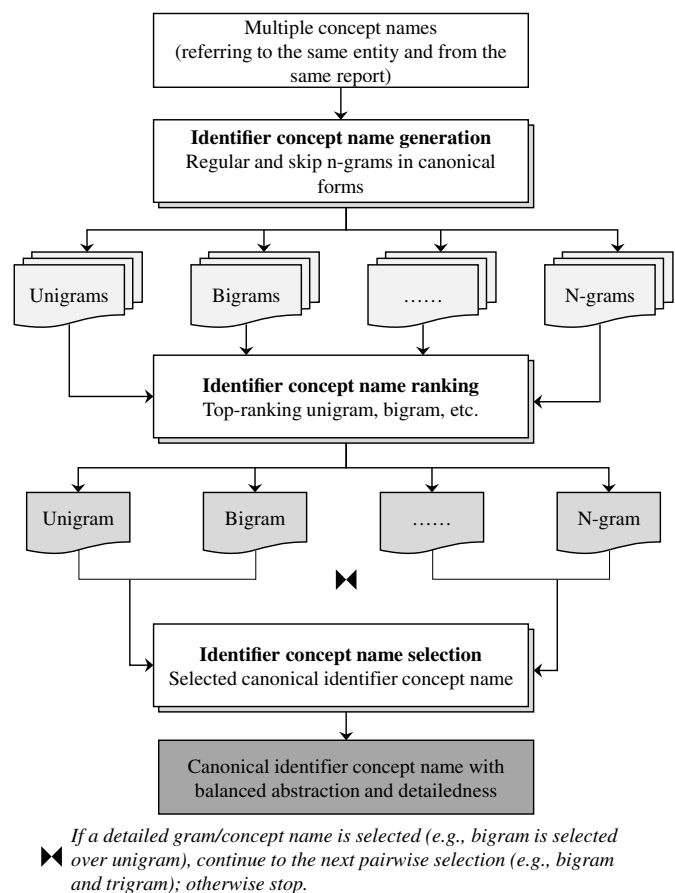 Multiple concept names
(referring to the same entity and from the
same report)
Identifier concept name generation
Regular and skip n-grams in canonical
forms
Unigrams
Bigrams
……
N-grams
Identifier concept name ranking
Top-ranking unigram, bigram, etc.
Unigram
Bigram
……
N-gram
Identifier concept name selection
Selected canonical identifier concept name
Canonical identifier concept name with
balanced abstraction and detailedness
If a detailed gram/concept name is selected (e.g., bigram is selected
over unigram), continue to the next pairwise selection (e.g., bigram
and trigram); otherwise stop.